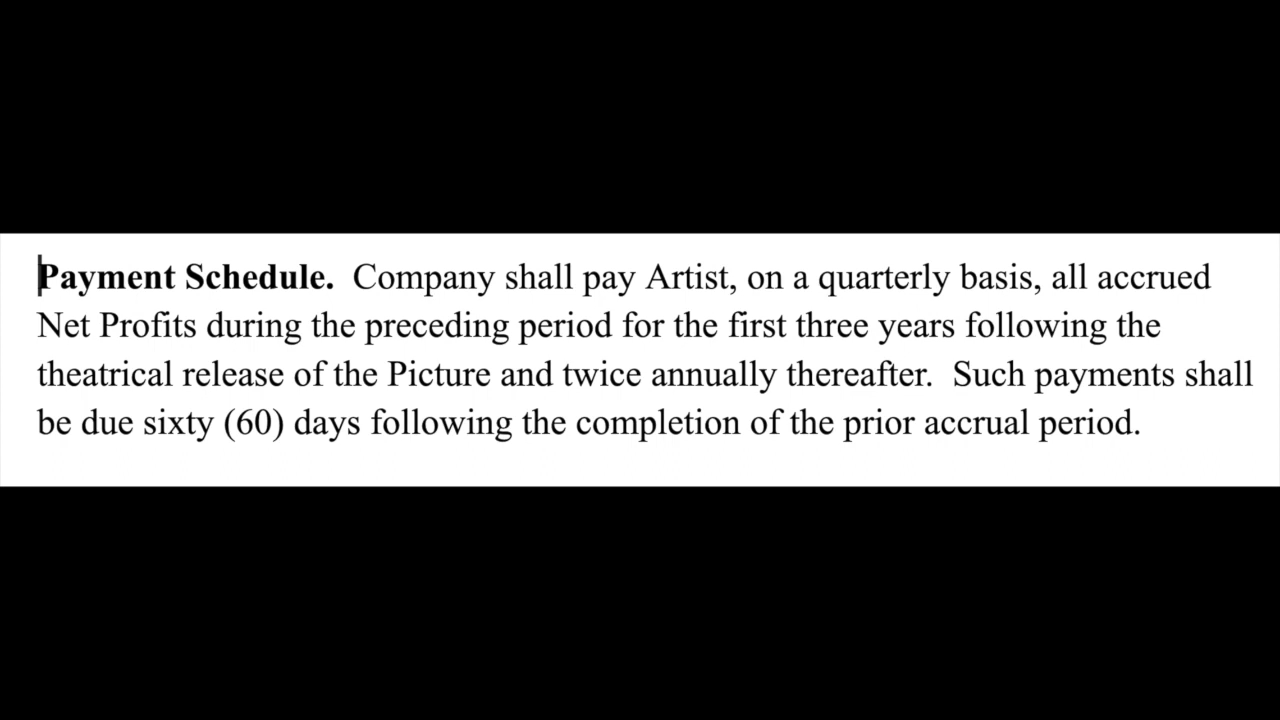 Payment Schedule.  Company shall pay Artist, on a quarterly basis, all accrued
Net Profits during the preceding period for the first three years following the
theatrical release of the Picture and twice annually thereafter.  Such payments shall
be due sixty (60) days following the completion of the prior accrual period.